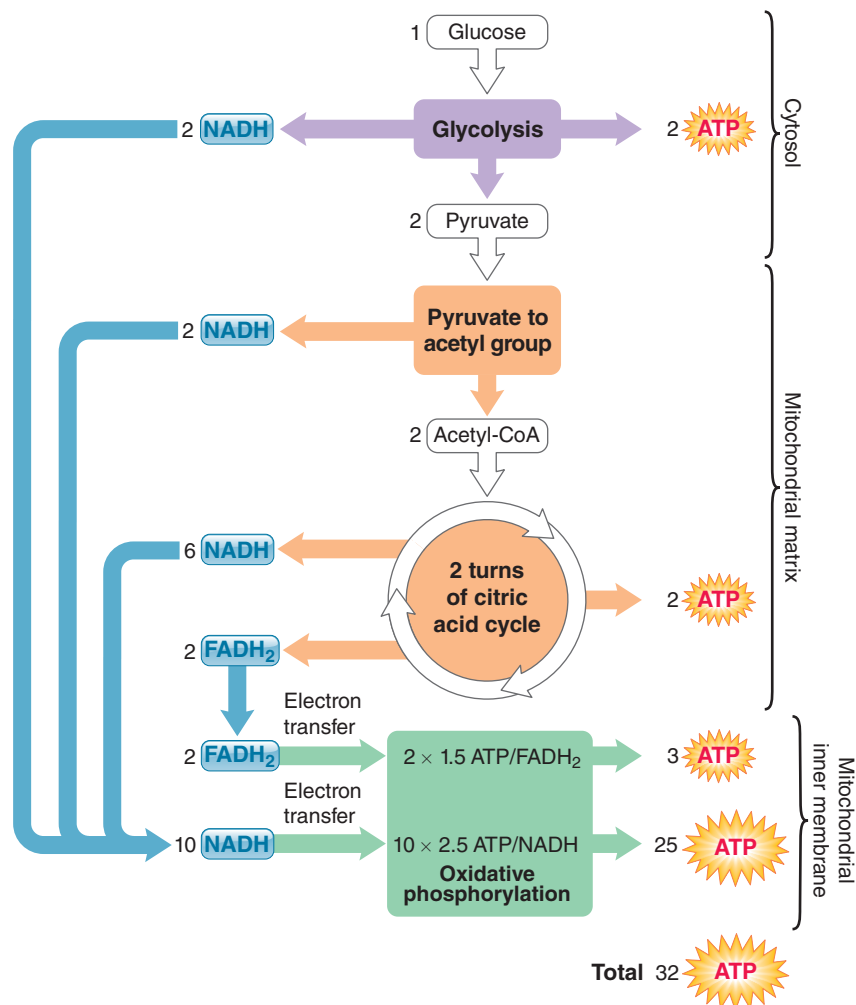 1 Glucose
2 NADH
Glycolysis
2 ATP
Cytosol
2 Pyruvate
2 NADH
Pyruvate to
acetyl group
2 Acetyl-CoA
Mitochondrial matrix
6 NADH
2 turns
of citric
acid cycle
2 ATP
2 FADH₂
Electron
transfer
2 FADH₂
2 × 1.5 ATP/FADH₂
3 ATP
Electron
transfer
10 NADH
10 × 2.5 ATP/NADH
25 ATP
Oxidative
phosphorylation
Mitochondrial
inner membrane
Total 32 ATP